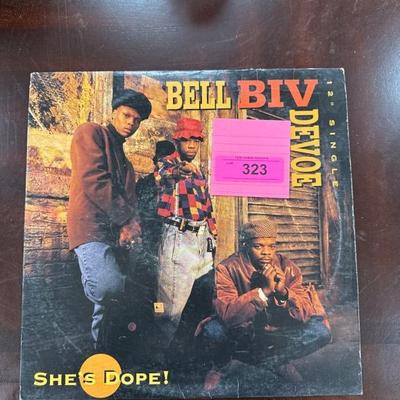 BELL BIV
DEVOE
12" SINGLE
323
SHE'S DOPE!